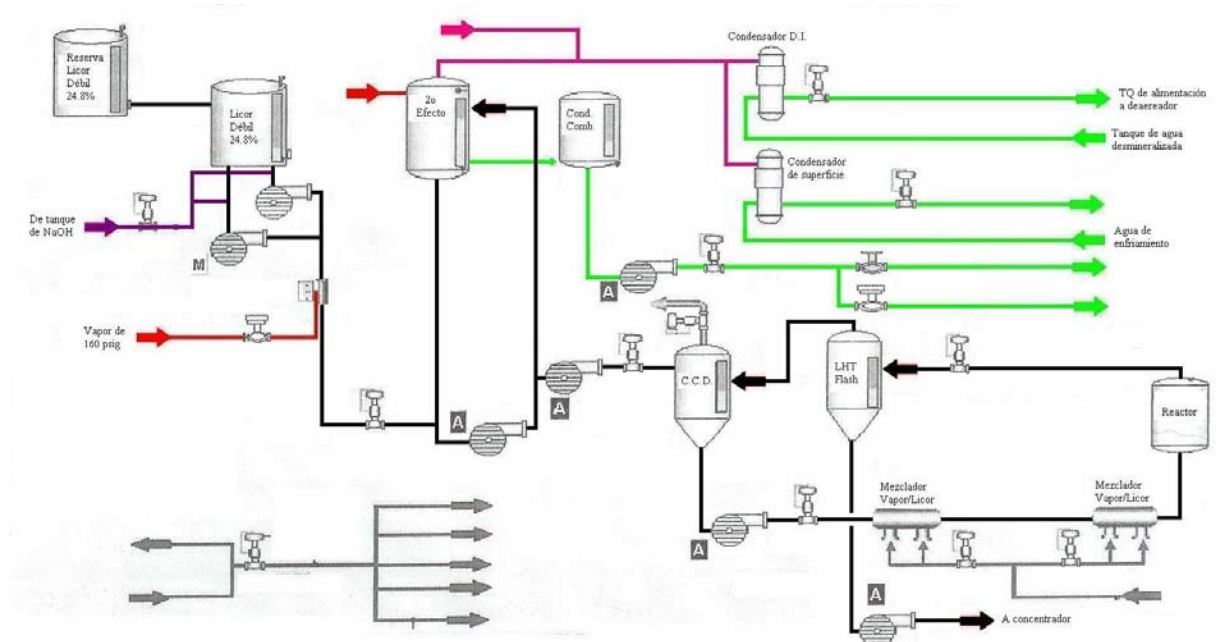 Reserva
Licor
Débil
24.8%
Licor
Débil
24.8%
De tanque
de NaOH
M
Vapor de
160 psig
2o
Efecto
Cond.
Comb.
Condensador D.I.
TQ de alimentación
a deaereador
Tanque de agua
desmineralizada
Condensador
de superficie
Agua de
enfriamiento
A
A
A
C.C.D.
LHT
Flash
Reactor
Mezclador
Vapor/Licor
Mezclador
Vapor/Licor
A
A
A concentrador